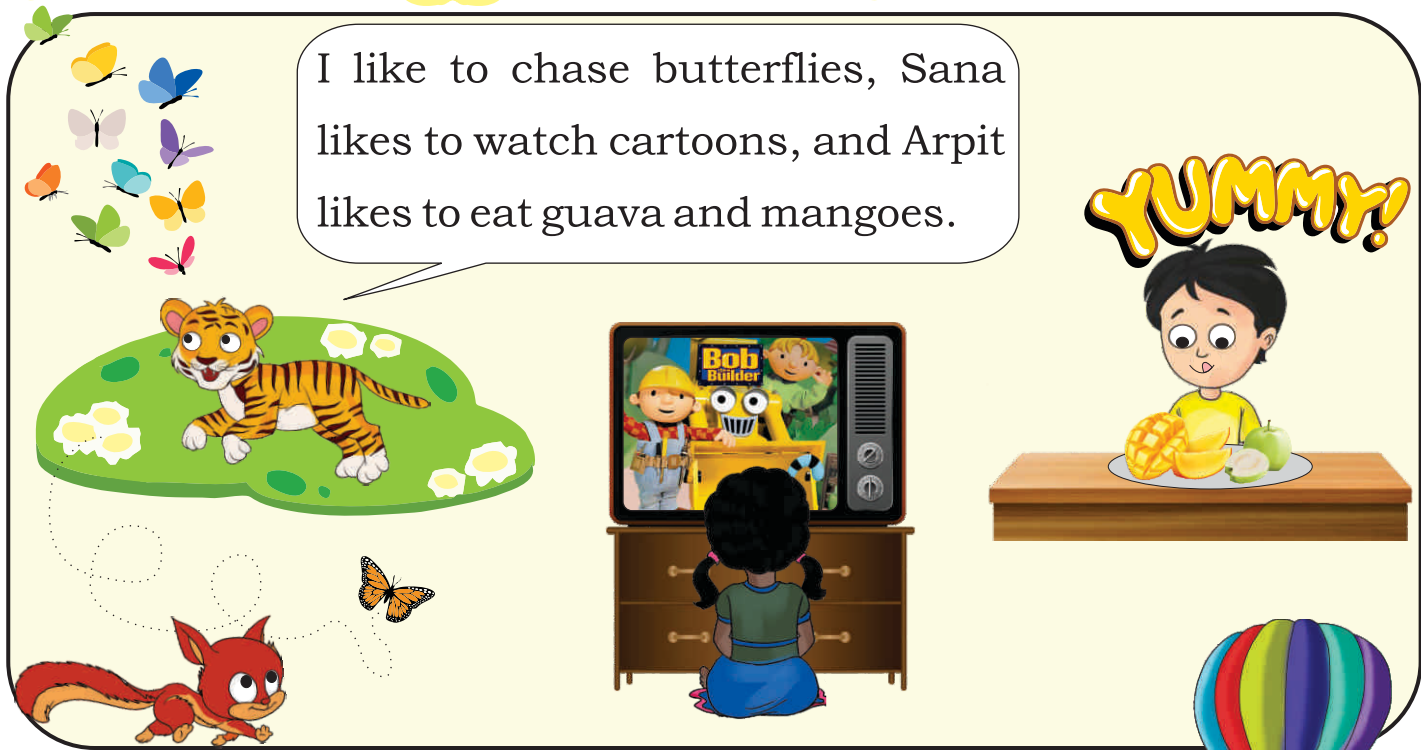 I like to chase butterflies, Sana
likes to watch cartoons, and Arpit
likes to eat guava and mangoes.
YUMMY!
Bob
the
Builder